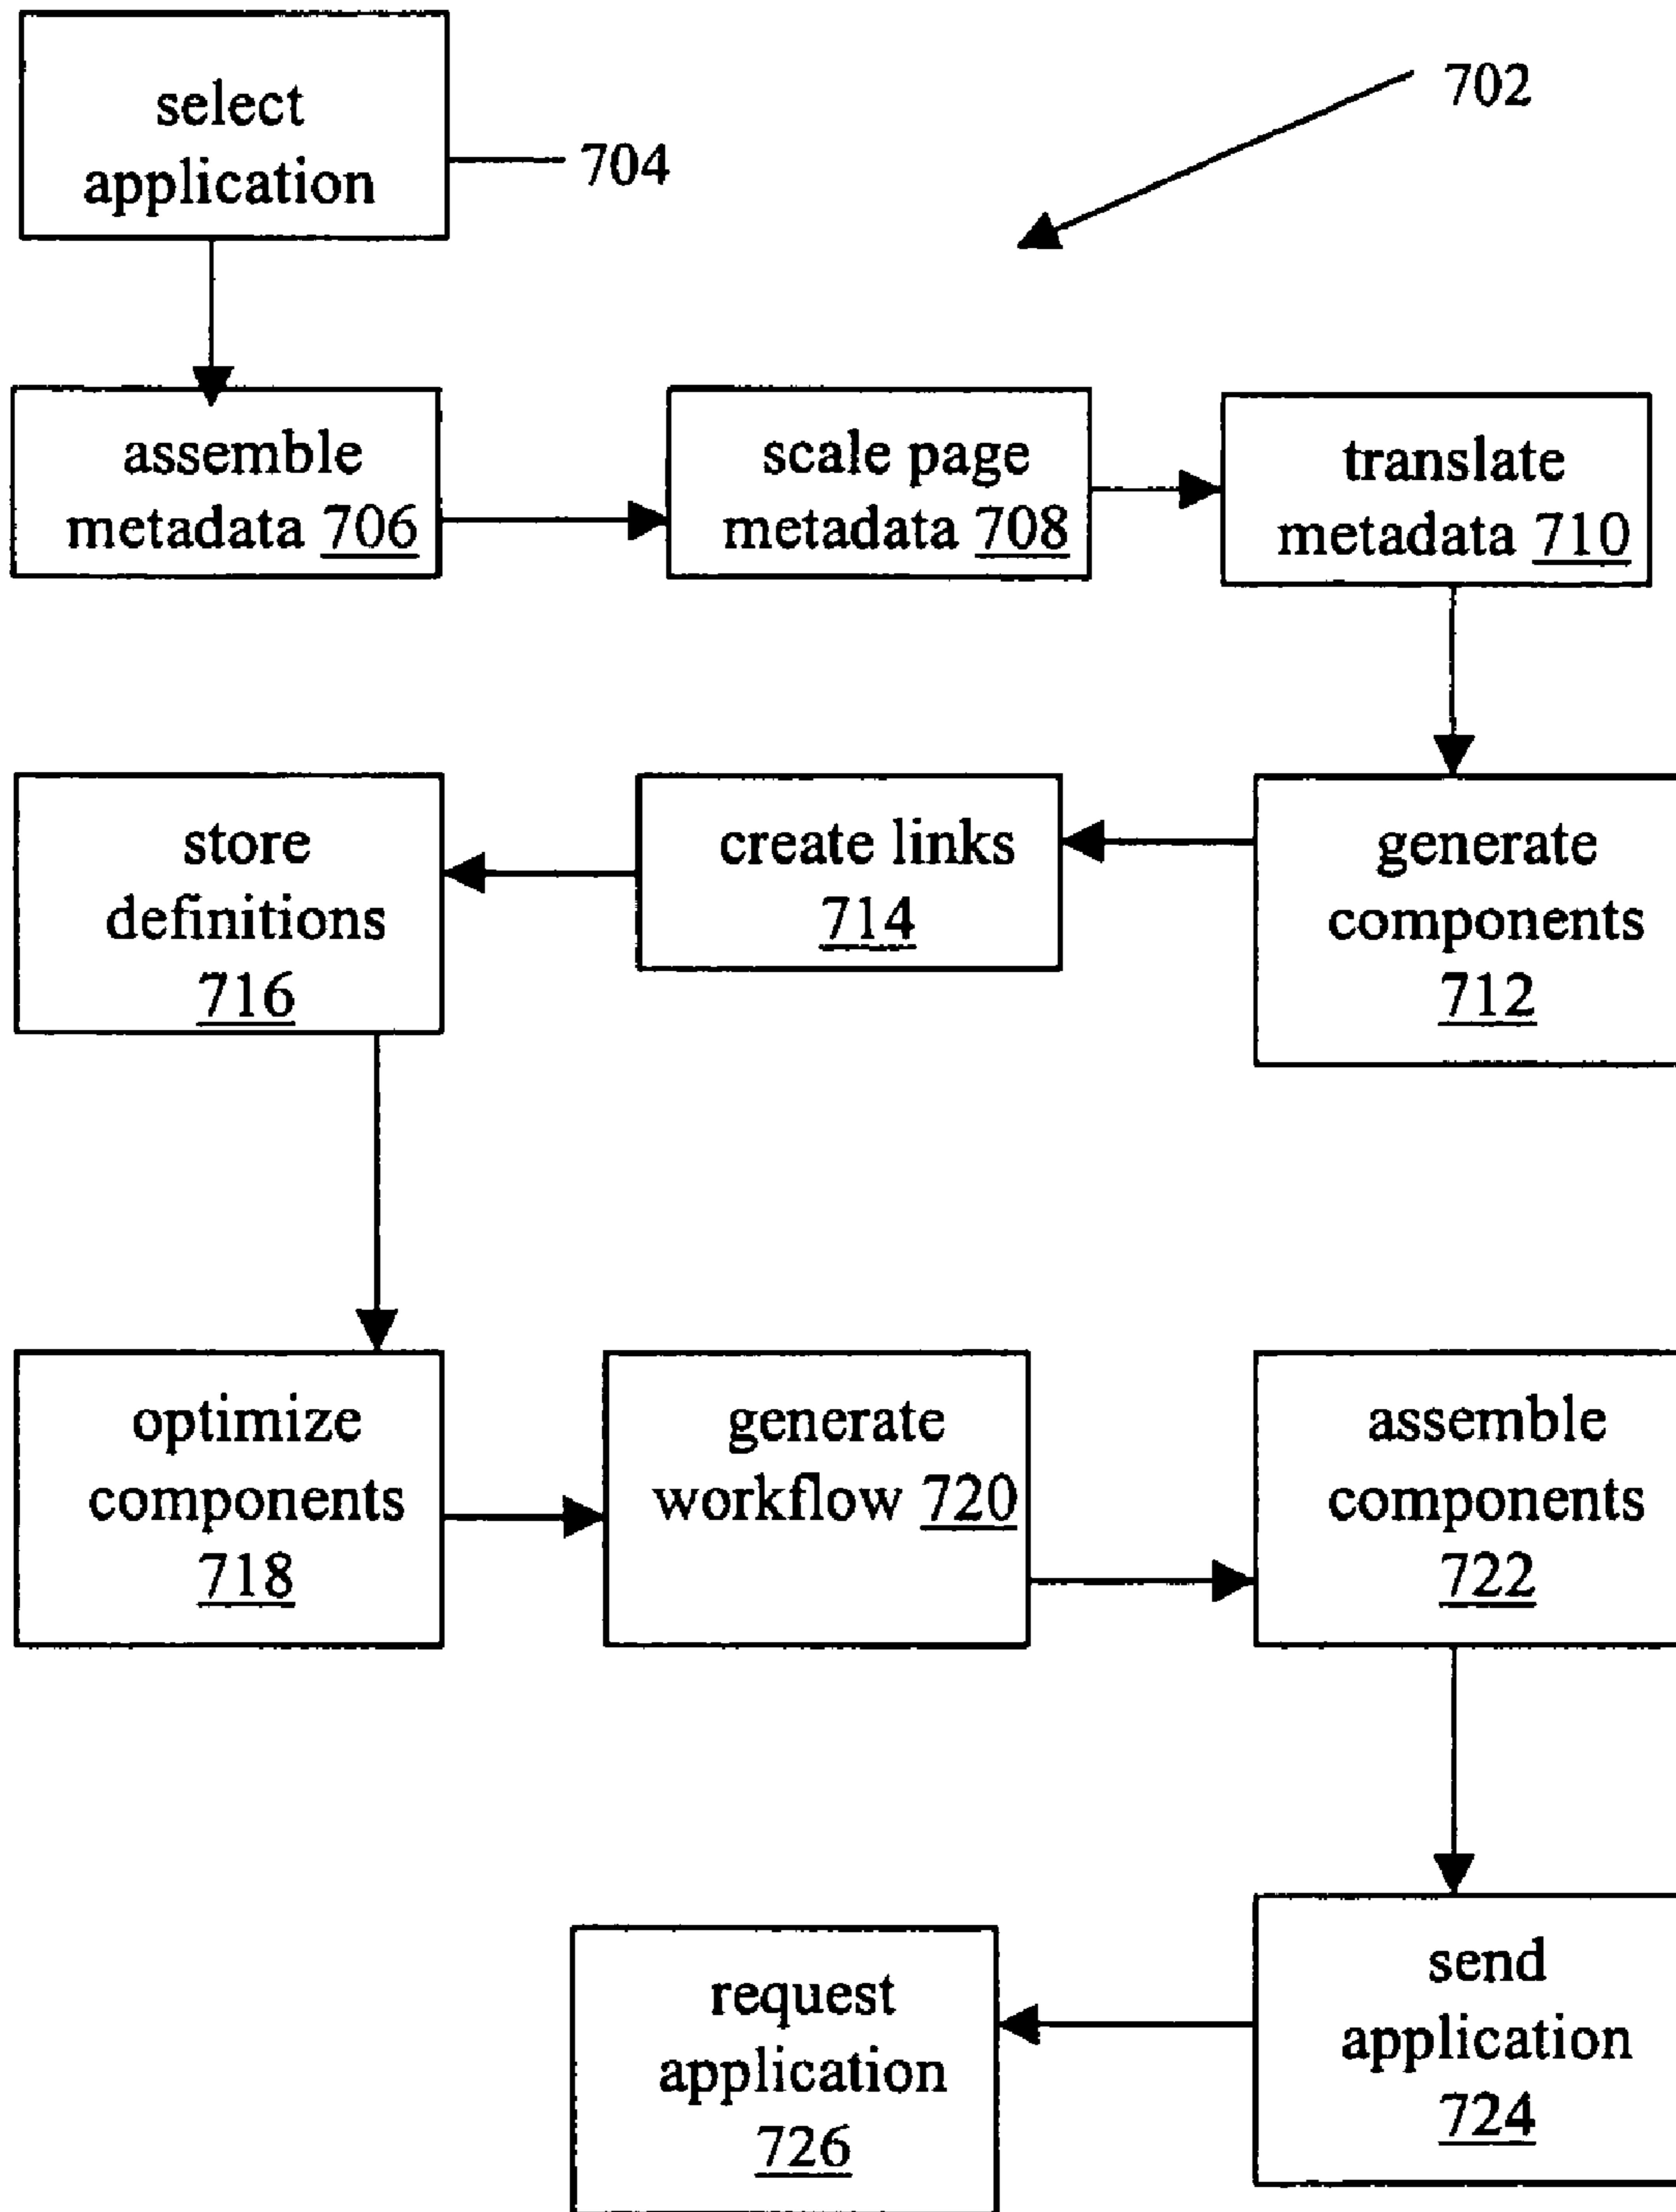 select
application
704
702
assemble
metadata 706
scale page
metadata 708
translate
metadata 710
generate
components
712
create links
714
store
definitions
716
optimize
components
718
generate
workflow 720
assemble
components
722
send
application
724
request
application
726